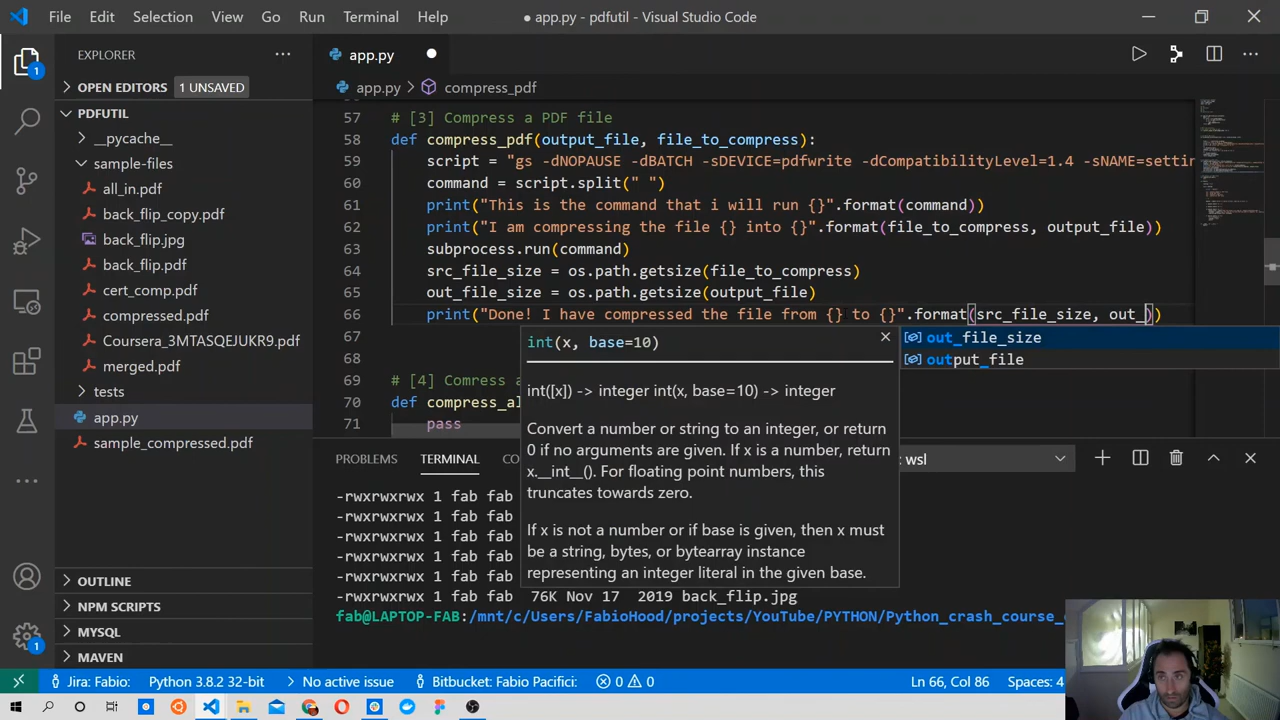 File Edit Selection View Go Run Terminal Help ● app.py - pdfutil - Visual Studio Code
EXPLORER ...
1
OPEN EDITORS 1 UNSAVED
PDFUTIL
__pycache__
sample-files
all_in.pdf
back_flip_copy.pdf
back_flip.jpg
back_flip.pdf
cert_comp.pdf
compressed.pdf
Coursera_3MTASQEJUKR9.pdf
merged.pdf
tests
app.py
sample_compressed.pdf
OUTLINE
NPM SCRIPTS
MYSQL
MAVEN
1
app.py ●
app.py > compress_pdf
57 # [3] Compress a PDF file
58 def compress_pdf(output_file, file_to_compress):
59 script = "gs -dNOPAUSE -dBATCH -sDEVICE=pdfwrite -dCompatibilityLevel=1.4 -sNAME=settin
60 command = script.split(" ")
61 print("This is the command that i will run {}".format(command))
62 print("I am compressing the file {} into {}".format(file_to_compress, output_file))
63 subprocess.run(command)
64 src_file_size = os.path.getsize(file_to_compress)
65 out_file_size = os.path.getsize(output_file)
66 print("Done! I have compressed the file from {} to {}".format(src_file_size, out_))
67
68
69 # [4] Comress a
70 def compress_al
71 pass
int(x, base=10)
int([x]) -> integer int(x, base=10) -> integer
Convert a number or string to an integer, or return
0 if no arguments are given. If x is a number, return
x.__int__(). For floating point numbers, this
truncates towards zero.
If x is not a number or if base is given, then x must
be a string, bytes, or bytearray instance
representing an integer literal in the given base.
out_file_size
output_file
PROBLEMS TERMINAL CO : wsl
-rwxrwxrwx 1 fab fab
-rwxrwxrwx 1 fab fab
-rwxrwxrwx 1 fab fab
-rwxrwxrwx 1 fab fab
-rwxrwxrwx 1 fab fab
-rwxrwxrwx 1 fab fab 76K Nov 17 2019 back_flip.jpg
fab@LAPTOP-FAB:/mnt/c/Users/FabioHood/projects/YouTube/PYTHON/Python_crash_course_
Jira: Fabio: Python 3.8.2 32-bit No active issue Bitbucket: Fabio Pacifici: 0 0 Ln 66, Col 86 Spaces: 4